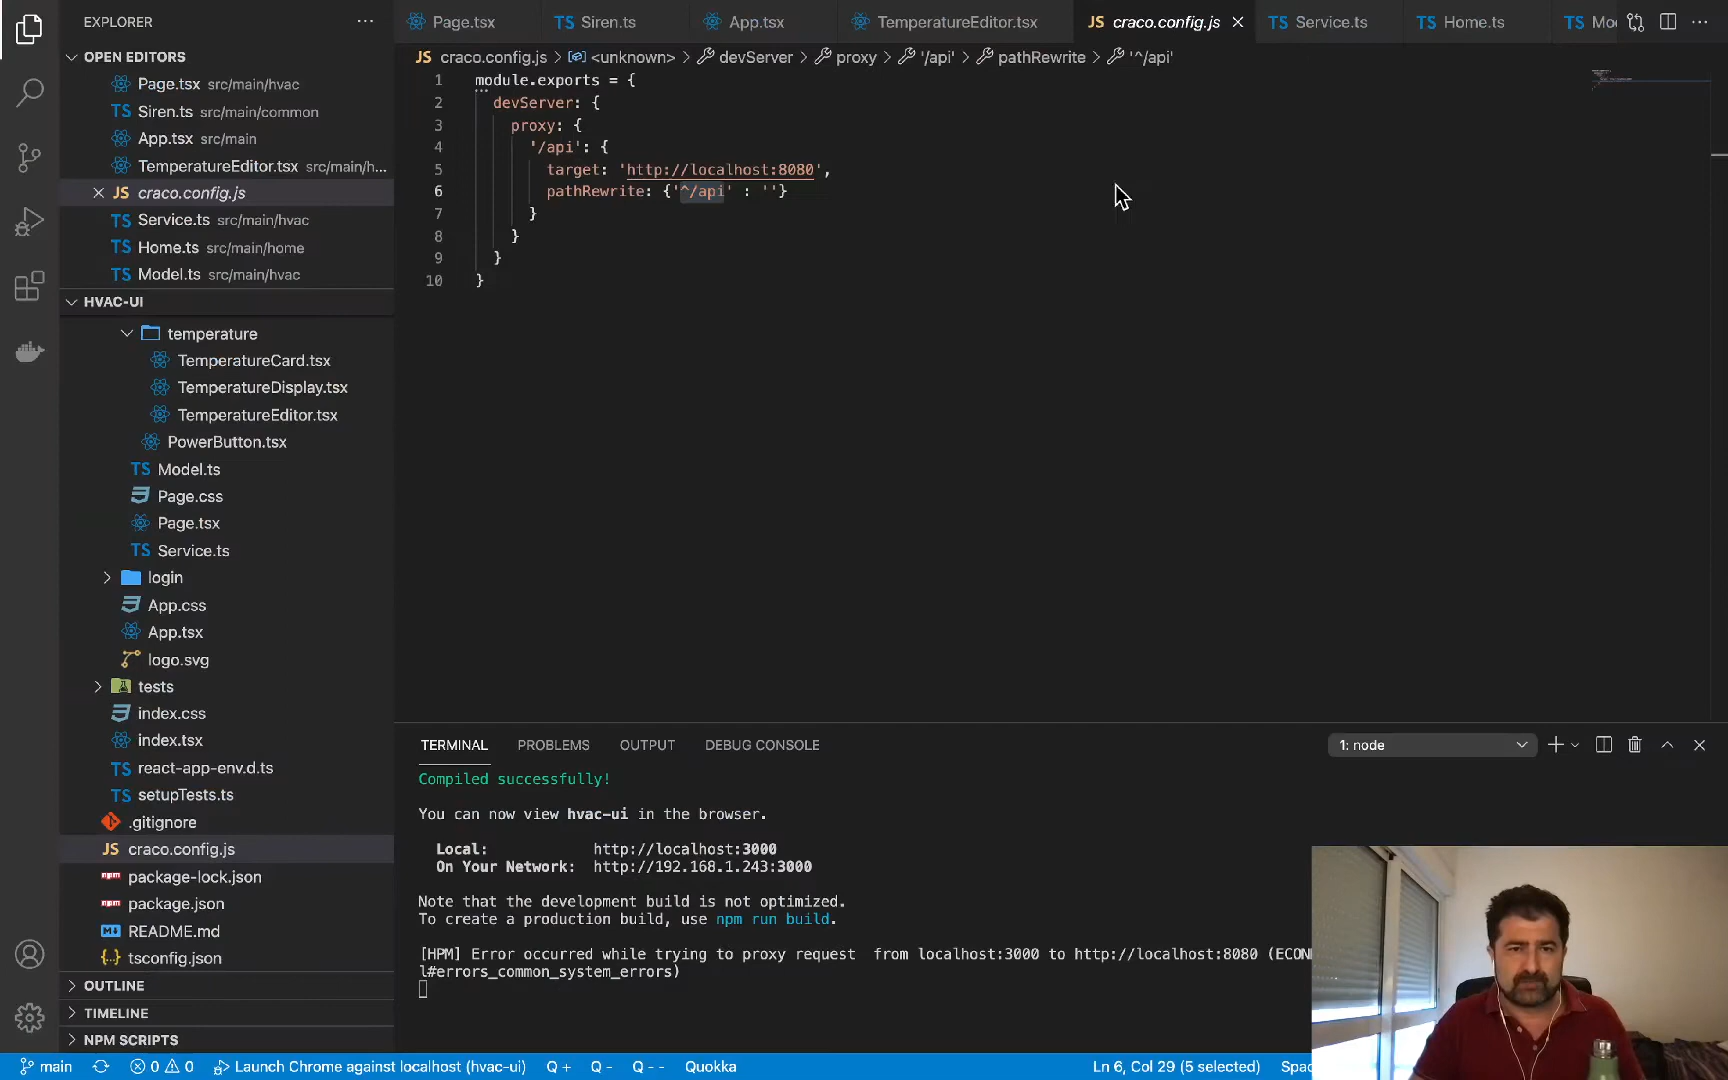 EXPLORER
OPEN EDITORS
Page.tsx src/main/hvac
TS Siren.ts src/main/common
App.tsx src/main
TemperatureEditor.tsx src/main/h...
JS craco.config.js
TS Service.ts src/main/hvac
TS Home.ts src/main/home
TS Model.ts src/main/hvac
HVAC-UI
temperature
TemperatureCard.tsx
TemperatureDisplay.tsx
TemperatureEditor.tsx
PowerButton.tsx
TS Model.ts
Page.css
Page.tsx
TS Service.ts
login
App.css
App.tsx
logo.svg
tests
index.css
index.tsx
TS react-app-env.d.ts
TS setupTests.ts
.gitignore
JS craco.config.js
npm package-lock.json
npm package.json
README.md
tsconfig.json
OUTLINE
TIMELINE
NPM SCRIPTS
Page.tsx TS Siren.ts App.tsx TemperatureEditor.tsx JS craco.config.js TS Service.ts TS Home.ts TS
JS craco.config.js > <unknown> > devServer > proxy > '/api' > pathRewrite > '^/api'
1 module.exports = {
2 devServer: {
3 proxy: {
4 '/api': {
5 target: 'http://localhost:8080',
6 pathRewrite: {'^/api' : ''}
7 }
8 }
9 }
10 }
TERMINAL PROBLEMS OUTPUT DEBUG CONSOLE 1: node
Compiled successfully!
You can now view hvac-ui in the browser.
Local: http://localhost:3000
On Your Network: http://192.168.1.243:3000
Note that the development build is not optimized.
To create a production build, use npm run build.
[HPM] Error occurred while trying to proxy request from localhost:3000 to http://localhost:8080 (ECON
l#errors_common_system_errors)
main 0 0 Launch Chrome against localhost (hvac-ui) Q + Q - Q - - Quokka Ln 6, Col 29 (5 selected) Spac